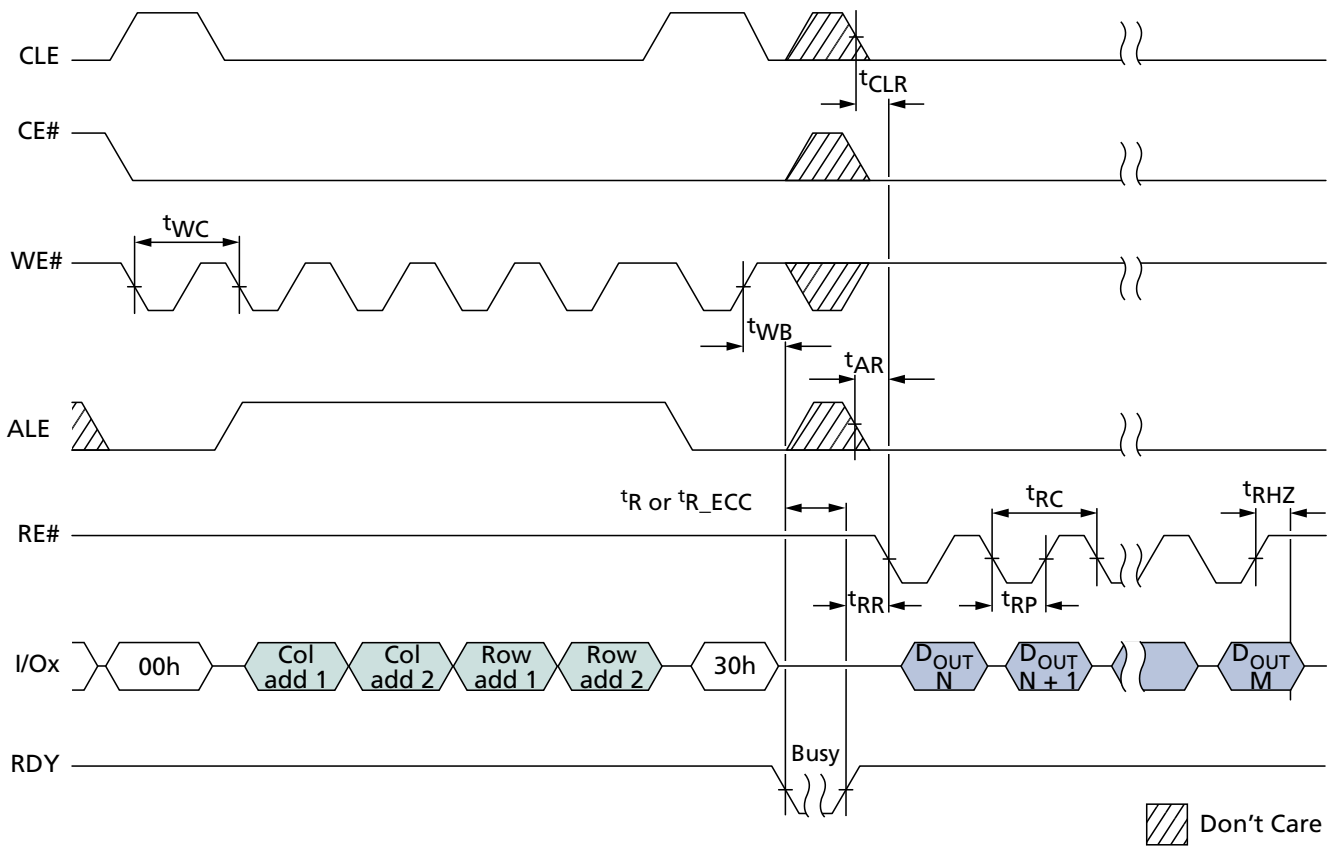 CLE
tCLR
CE#
tWC
WE#
tWB
tAR
ALE
tR or tR_ECC
tRC
tRHZ
RE#
tRR
tRP
I/Ox
00h
Col
add 1
Col
add 2
Row
add 1
Row
add 2
30h
DOUT
N
DOUT
N + 1
DOUT
M
RDY
Busy
Don't Care